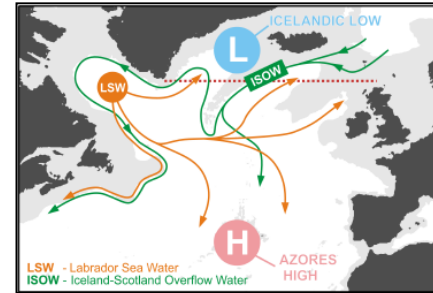 ICELANDIC LOW
L
ISOW
LSW
H
AZORES
HIGH
LSW - Labrador Sea Water
ISOW - Iceland-Scotland Overflow Water